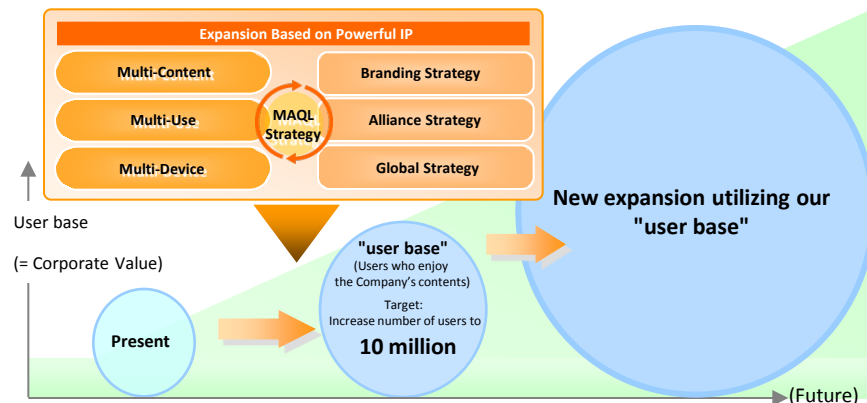 Expansion Based on Powerful IP
Multi-Content
Multi-Use
Multi-Device
MAQL
Strategy
Branding Strategy
Alliance Strategy
Global Strategy
User base
(= Corporate Value)
Present
"user base"
(Users who enjoy
the Company's contents)
Target:
Increase number of users to
10 million
New expansion utilizing our
"user base"
(Future)